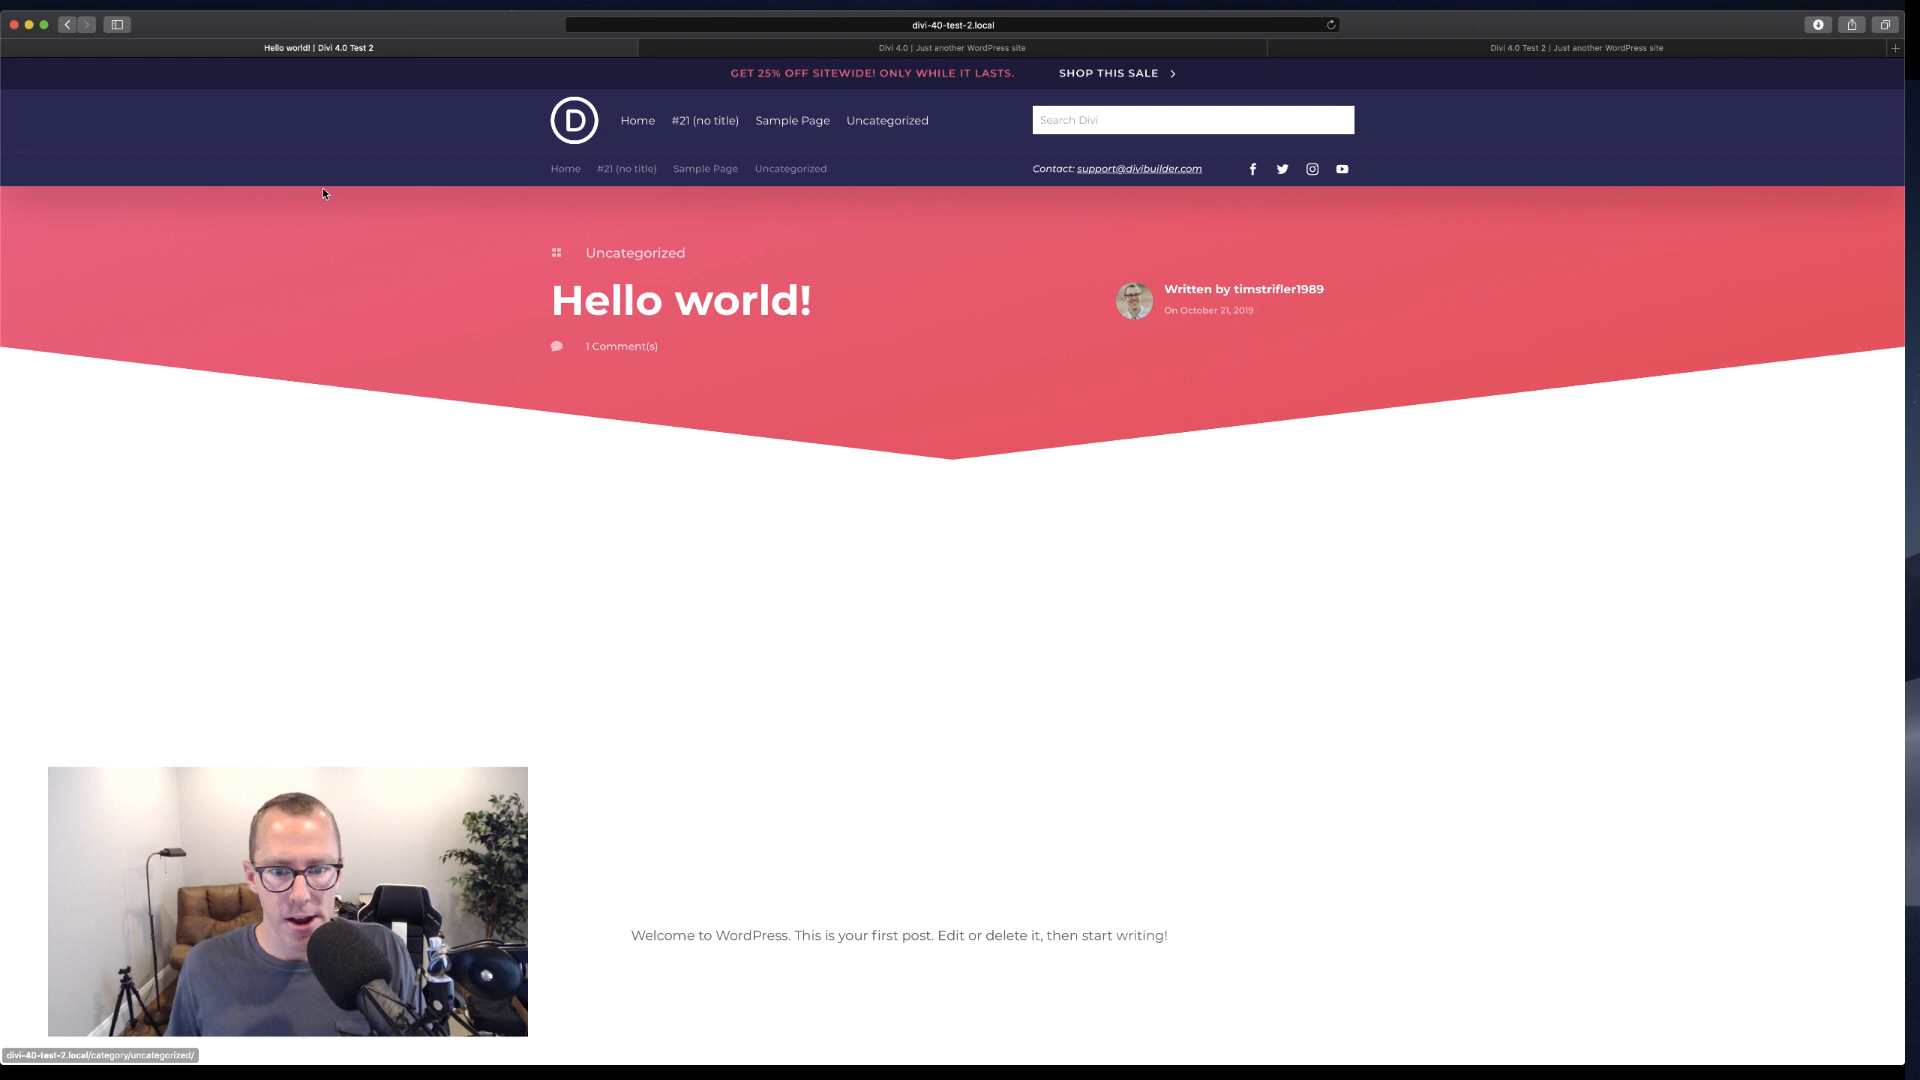 divi-40-test-2.local
Hello world! | Divi 4.0 Test 2
Divi 4.0 | Just another WordPress site
Divi 4.0 Test 2 | Just another WordPress site
GET 25% OFF SITEWIDE! ONLY WHILE IT LASTS.
SHOP THIS SALE
D
Home #21 (no title) Sample Page Uncategorized
Search Divi
Home #21 (no title) Sample Page Uncategorized
Contact: support@divibuilder.com
Uncategorized
Hello world!
1 Comment(s)
Written by timstrifler1989
On October 21, 2019
Welcome to WordPress. This is your first post. Edit or delete it, then start writing!
divi-40-test-2.local/category/uncategorized/